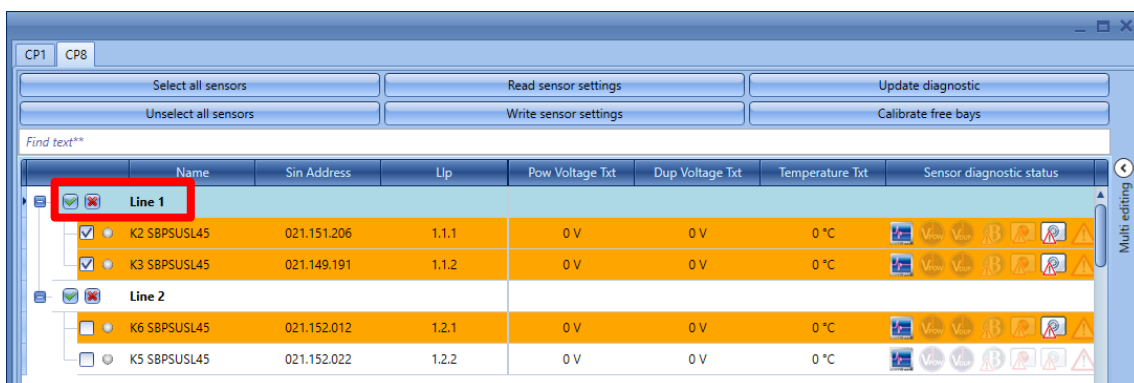 CP1 CP8
Select all sensors Read sensor settings Update diagnostic
Unselect all sensors Write sensor settings Calibrate free bays
Find text**
Name Sin Address Llp Pow Voltage Txt Dup Voltage Txt Temperature Txt Sensor diagnostic status
Line 1
K2 SBPSUSL45 021.151.206 1.1.1 0 V 0 V 0 °C
K3 SBPSUSL45 021.149.191 1.1.2 0 V 0 V 0 °C
Line 2
K6 SBPSUSL45 021.152.012 1.2.1 0 V 0 V 0 °C
K5 SBPSUSL45 021.152.022 1.2.2 0 V 0 V 0 °C
Multi editing